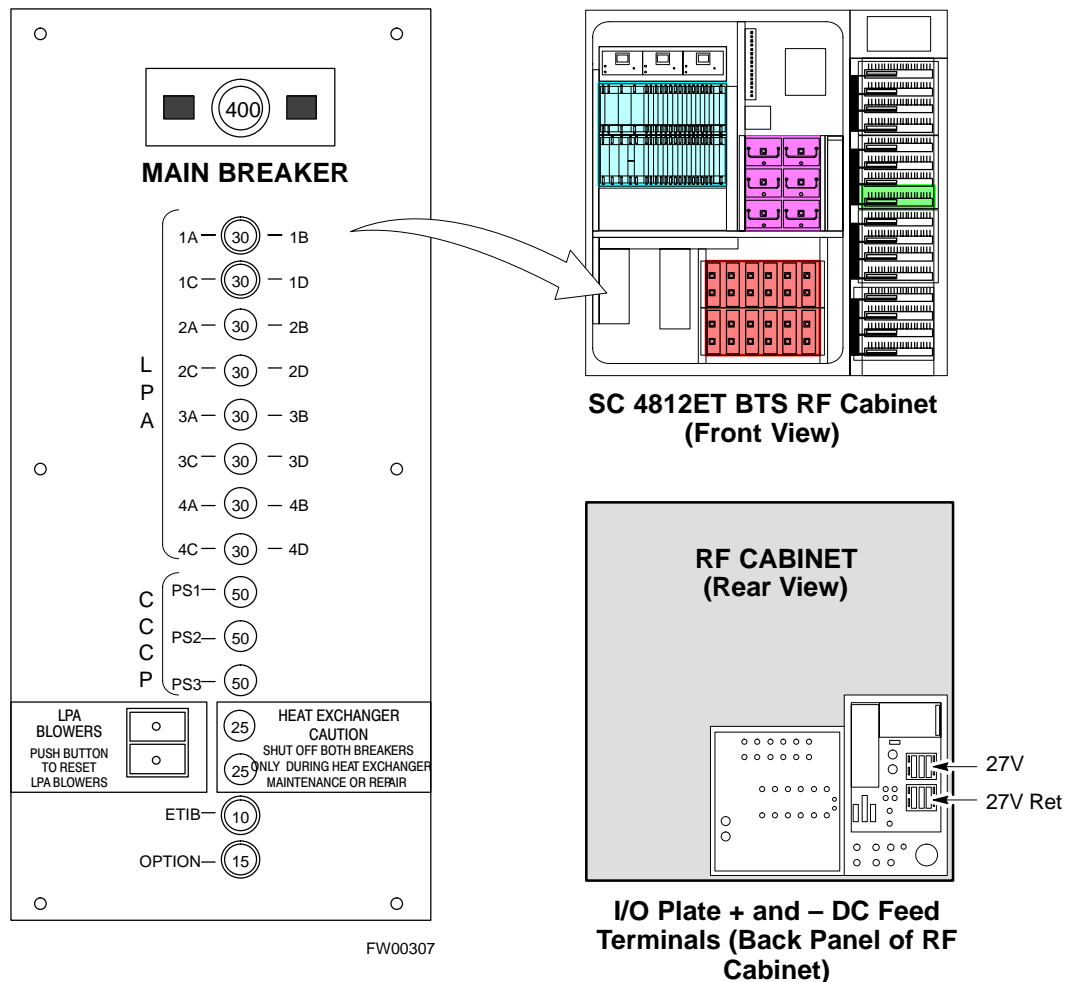 400
MAIN BREAKER
LPA
1A 30 1B
1C 30 1D
2A 30 2B
2C 30 2D
3A 30 3B
3C 30 3D
4A 30 4B
4C 30 4D
CCCP
PS1 50
PS2 50
PS3 50
LPA
BLOWERS
PUSH BUTTON
TO RESET
LPA BLOWERS
25
25
HEAT EXCHANGER
CAUTION
SHUT OFF BOTH BREAKERS
ONLY DURING HEAT EXCHANGER
MAINTENANCE OR REPAIR
ETIB 10
OPTION 15
FW00307
SC 4812ET BTS RF Cabinet
(Front View)
RF CABINET
(Rear View)
27V
27V Ret
I/O Plate + and – DC Feed
Terminals (Back Panel of RF
Cabinet)